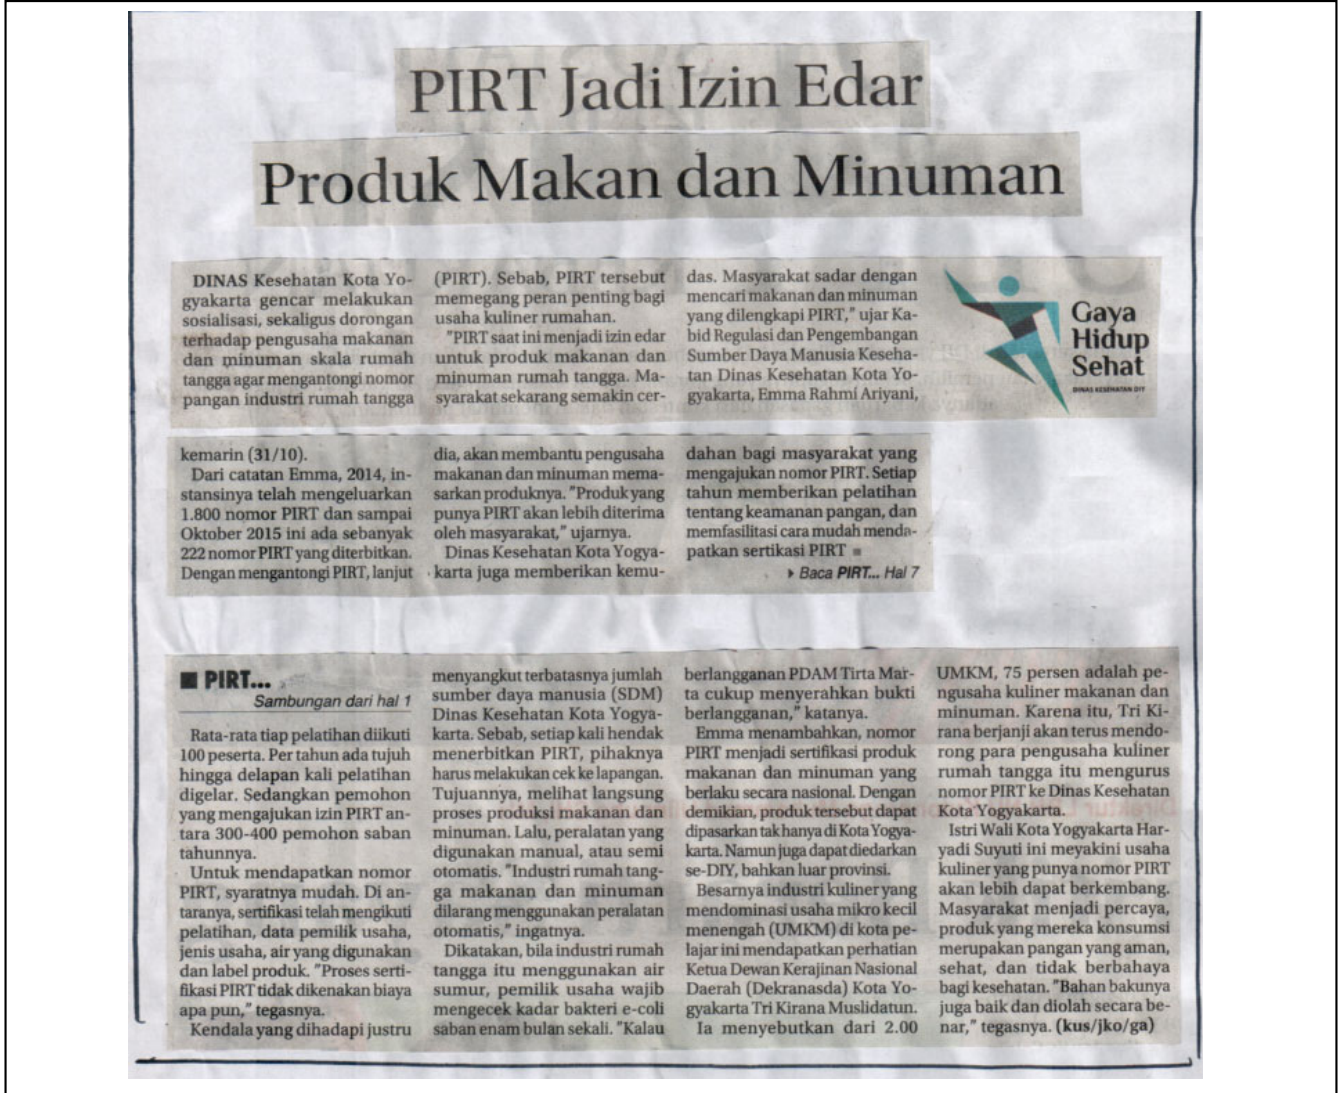 PIRT Jadi Izin Edar
Produk Makan dan Minuman
DINAS Kesehatan Kota Yo-
gyakarta gencar melakukan
sosialisasi, sekaligus dorongan
terhadap pengusaha makanan
dan minuman skala rumah
tangga agar mengantongi nomor
pangan industri rumah tangga
(PIRT). Sebab, PIRT tersebut
memegang peran penting bagi
usaha kuliner rumahan.
"PIRT saat ini menjadi izin edar
untuk produk makanan dan
minuman rumah tangga. Ma-
syarakat sekarang semakin cer-
das. Masyarakat sadar dengan
mencari makanan dan minuman
yang dilengkapi PIRT," ujar Ka-
bid Regulasi dan Pengembangan
Sumber Daya Manusia Keseha-
tan Dinas Kesehatan Kota Yo-
gyakarta, Emma Rahmi Ariyani,
Gaya
Hidup
Sehat
DINAS KESEHATAN DIY
kemarin (31/10).
Dari catatan Emma, 2014, in-
stansinya telah mengeluarkan
1.800 nomor PIRT dan sampai
Oktober 2015 ini ada sebanyak
222 nomor PIRT yang diterbitkan.
Dengan mengantongi PIRT, lanjut
dia, akan membantu pengusaha
makanan dan minuman mema-
sarkan produknya. "Produk yang
punya PIRT akan lebih diterima
oleh masyarakat," ujarnya.
Dinas Kesehatan Kota Yogya-
karta juga memberikan kemu-
dahan bagi masyarakat yang
mengajukan nomor PIRT. Setiap
tahun memberikan pelatihan
tentang keamanan pangan, dan
memfasilitasi cara mudah menda-
patkan sertikasi PIRT ■
▸ Baca PIRT... Hal 7
■ PIRT...
Sambungan dari hal 1
Rata-rata tiap pelatihan diikuti
100 peserta. Per tahun ada tujuh
hingga delapan kali pelatihan
digelar. Sedangkan pemohon
yang mengajukan izin PIRT an-
tara 300-400 pemohon saban
tahunnya.
Untuk mendapatkan nomor
PIRT, syaratnya mudah. Di an-
taranya, sertifikasi telah mengikuti
pelatihan, data pemilik usaha,
jenis usaha, air yang digunakan
dan label produk. "Proses serti-
fikasi PIRT tidak dikenakan biaya
apa pun," tegasnya.
Kendala yang dihadapi justru
menyangkut terbatasnya jumlah
sumber daya manusia (SDM)
Dinas Kesehatan Kota Yogya-
karta. Sebab, setiap kali hendak
menerbitkan PIRT, pihaknya
harus melakukan cek ke lapangan.
Tujuannya, melihat langsung
proses produksi makanan dan
minuman. Lalu, peralatan yang
digunakan manual, atau semi
otomatis. "Industri rumah tang-
ga makanan dan minuman
dilarang menggunakan peralatan
otomatis," ingatnya.
Dikatakan, bila industri rumah
tangga itu menggunakan air
sumur, pemilik usaha wajib
mengecek kadar bakteri e-coli
saban enam bulan sekali. "Kalau
berlangganan PDAM Tirta Mar-
ta cukup menyerahkan bukti
berlangganan," katanya.
Emma menambahkan, nomor
PIRT menjadi sertifikasi produk
makanan dan minuman yang
berlaku secara nasional. Dengan
demikian, produk tersebut dapat
dipasarkan tak hanya di Kota Yogya-
karta. Namun juga dapat diedarkan
se-DIY, bahkan luar provinsi.
Besarnya industri kuliner yang
mendominasi usaha mikro kecil
menengah (UMKM) di kota pe-
lajar ini mendapatkan perhatian
Ketua Dewan Kerajinan Nasional
Daerah (Dekranasda) Kota Yo-
gyakarta Tri Kirana Muslidatun.
Ia menyebutkan dari 2.00
UMKM, 75 persen adalah pe-
ngusaha kuliner makanan dan
minuman. Karena itu, Tri Ki-
rana berjanji akan terus mendo-
rong para pengusaha kuliner
rumah tangga itu mengurus
nomor PIRT ke Dinas Kesehatan
Kota Yogyakarta.
Istri Wali Kota Yogyakarta Har-
yadi Suyuti ini meyakini usaha
kuliner yang punya nomor PIRT
akan lebih dapat berkembang.
Masyarakat menjadi percaya,
produk yang mereka konsumsi
merupakan pangan yang aman,
sehat, dan tidak berbahaya
bagi kesehatan. "Bahan bakunya
juga baik dan diolah secara be-
nar," tegasnya. (kus/jko/ga)